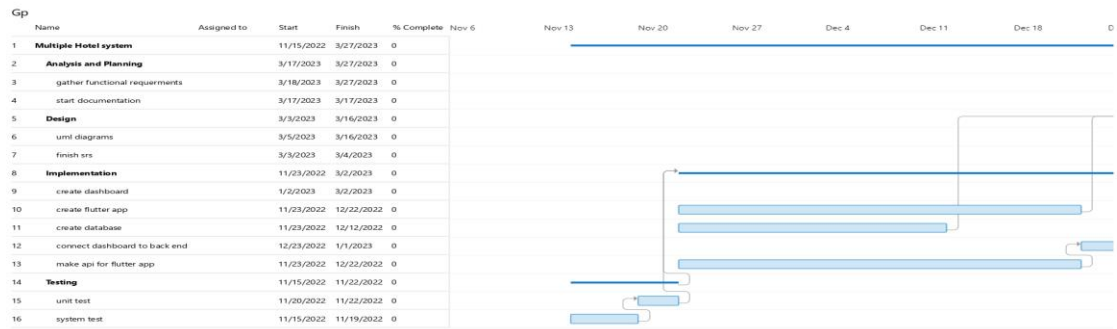 Gp
Name Assigned to Start Finish % Complete Nov 6 Nov 13 Nov 20 Nov 27 Dec 4 Dec 11 Dec 18 D
1 Multiple Hotel system 11/15/2022 3/27/2023 0
2 Analysis and Planning 3/17/2023 3/27/2023 0
3 gather functional requerments 3/18/2023 3/27/2023 0
4 start documentation 3/17/2023 3/17/2023 0
5 Design 3/3/2023 3/16/2023 0
6 uml diagrams 3/5/2023 3/16/2023 0
7 finish srs 3/3/2023 3/4/2023 0
8 Implementation 11/23/2022 3/2/2023 0
9 create dashboard 1/2/2023 3/2/2023 0
10 create flutter app 11/23/2022 12/22/2022 0
11 create database 11/23/2022 12/12/2022 0
12 connect dashboard to back end 12/23/2022 1/1/2023 0
13 make api for flutter app 11/23/2022 12/22/2022 0
14 Testing 11/15/2022 11/22/2022 0
15 unit test 11/20/2022 11/22/2022 0
16 system test 11/15/2022 11/19/2022 0